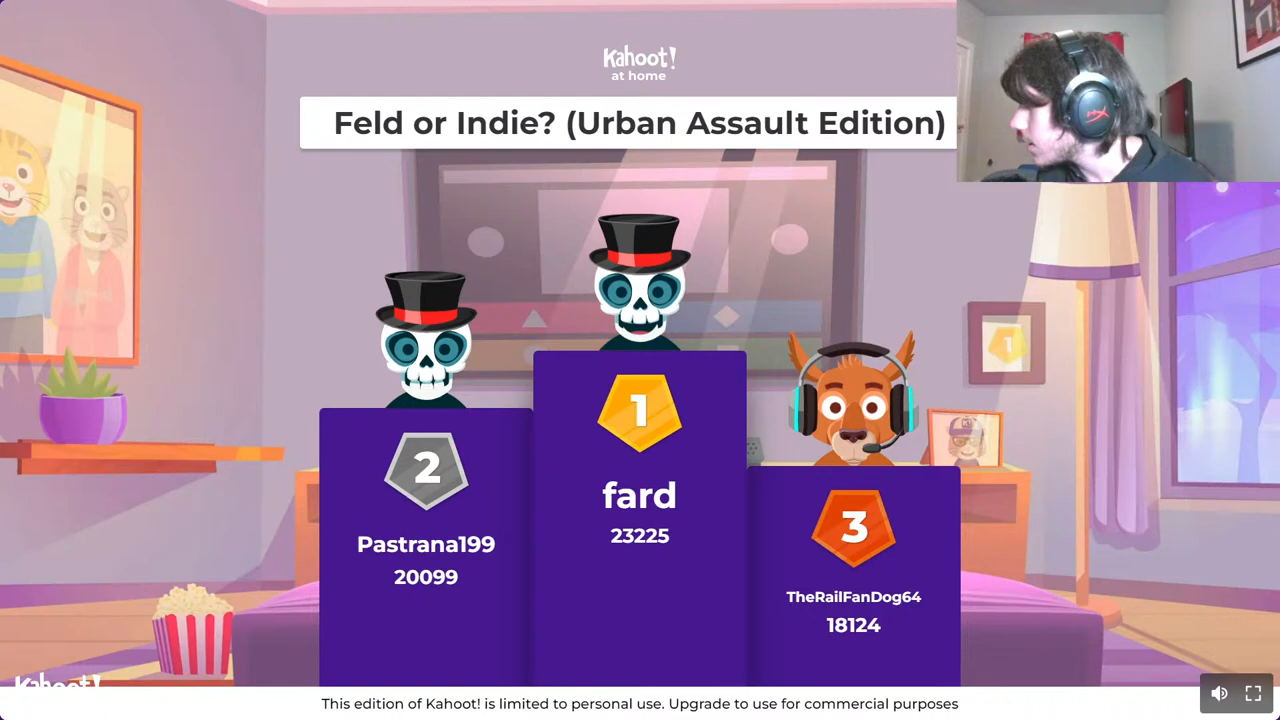 Kahoot!
at home
Feld or Indie? (Urban Assault Edition)
1
1
2
fard
23225
3
Pastrana199
20099
TheRailFanDog64
18124
Kahoot!
This edition of Kahoot! is limited to personal use. Upgrade to use for commercial purposes